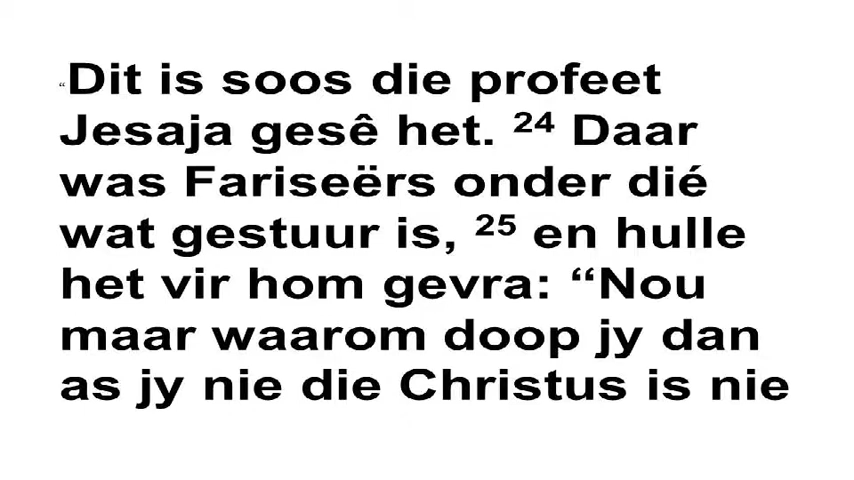 “Dit is soos die profeet
Jesaja gesê het. 24 Daar
was Fariseërs onder dié
wat gestuur is, 25 en hulle
het vir hom gevra: “Nou
maar waarom doop jy dan
as jy nie die Christus is nie